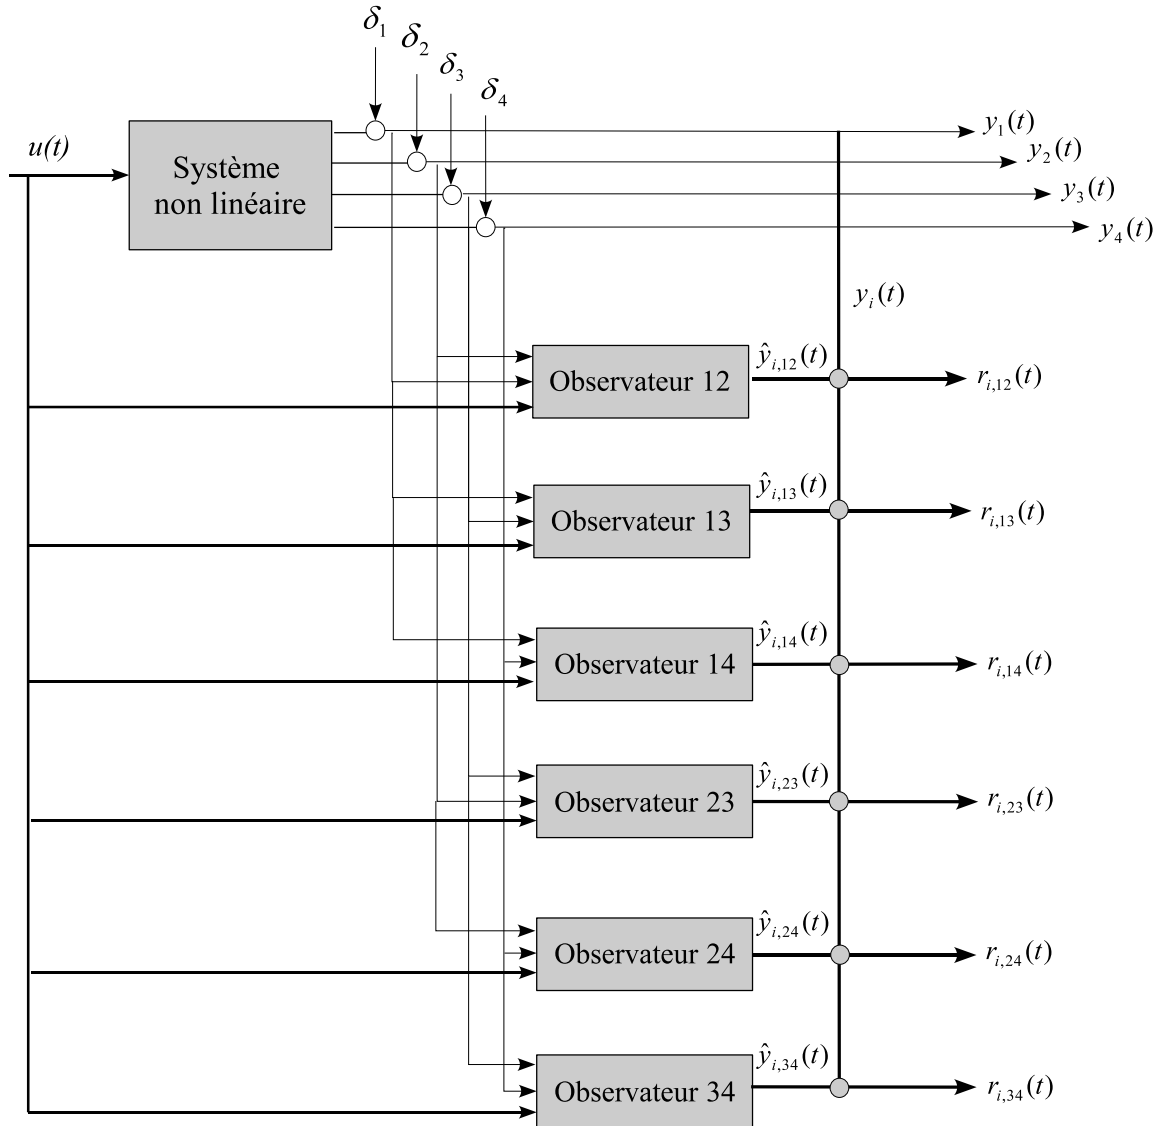 δ1
δ2
δ3
δ4
u(t)
Système
non linéaire
y1(t)
y2(t)
y3(t)
y4(t)
yi(t)
Observateur 12
ŷi,12(t)
ri,12(t)
Observateur 13
ŷi,13(t)
ri,13(t)
Observateur 14
ŷi,14(t)
ri,14(t)
Observateur 23
ŷi,23(t)
ri,23(t)
Observateur 24
ŷi,24(t)
ri,24(t)
Observateur 34
ŷi,34(t)
ri,34(t)